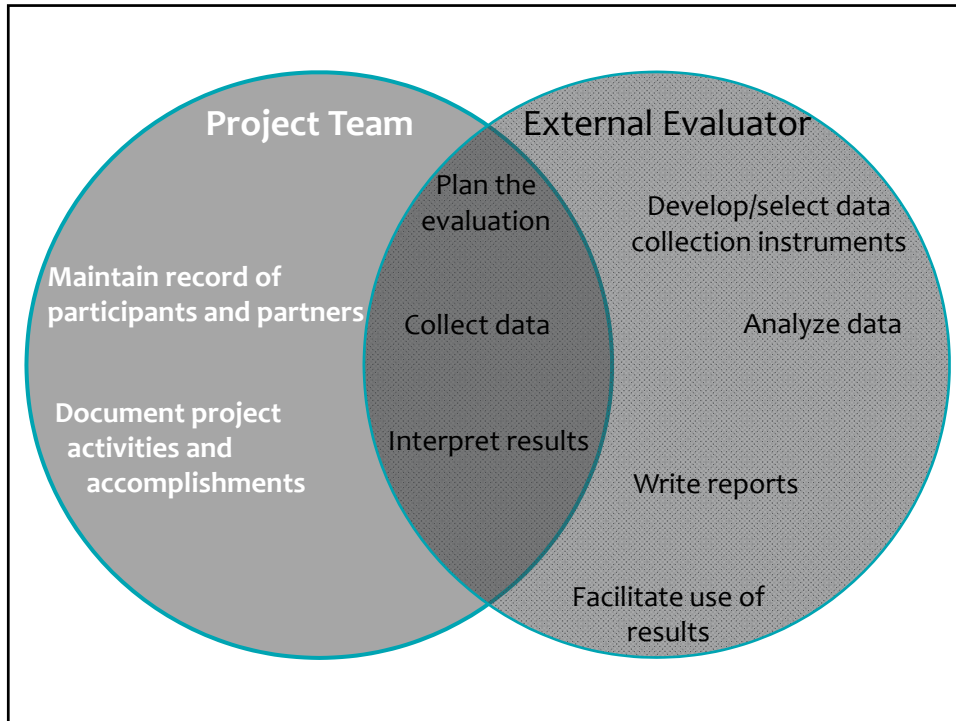 Project Team
External Evaluator
Maintain record of
participants and partners
Document project
activities and
accomplishments
Plan the
evaluation
Collect data
Interpret results
Develop/select data
collection instruments
Analyze data
Write reports
Facilitate use of
results